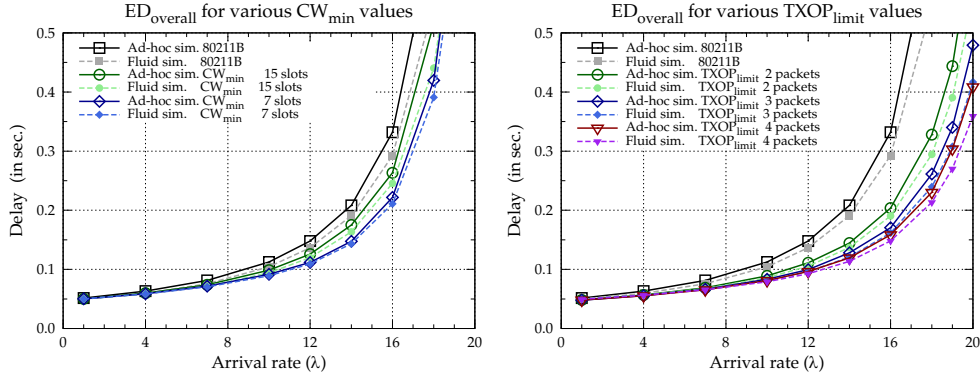 ED_overall for various CW_min values
0.5
0.4
0.3
0.2
0.1
0.0
Delay (in sec.)
Ad-hoc sim. 80211B
Fluid sim. 80211B
Ad-hoc sim. CW_min 15 slots
Fluid sim. CW_min 15 slots
Ad-hoc sim. CW_min 7 slots
Fluid sim. CW_min 7 slots
0 4 8 12 16 20
Arrival rate (λ)
ED_overall for various TXOP_limit values
0.5
0.4
0.3
0.2
0.1
0.0
Delay (in sec.)
Ad-hoc sim. 80211B
Fluid sim. 80211B
Ad-hoc sim. TXOP_limit 2 packets
Fluid sim. TXOP_limit 2 packets
Ad-hoc sim. TXOP_limit 3 packets
Fluid sim. TXOP_limit 3 packets
Ad-hoc sim. TXOP_limit 4 packets
Fluid sim. TXOP_limit 4 packets
0 4 8 12 16 20
Arrival rate (λ)